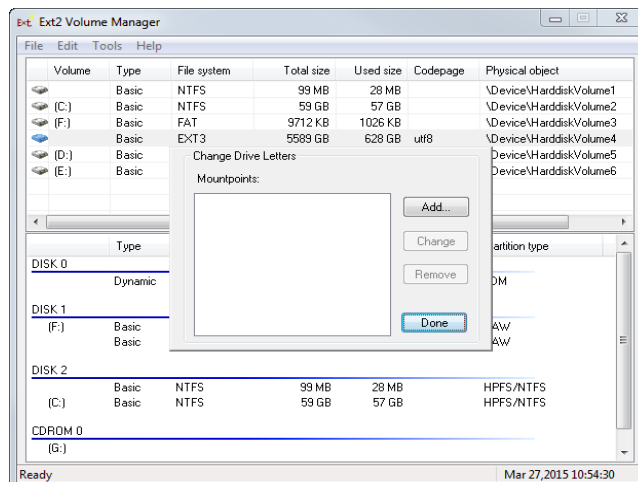 Ext2 Volume Manager
File Edit Tools Help
Volume Type File system Total size Used size Codepage Physical object
Basic NTFS 99 MB 28 MB \Device\HarddiskVolume1
(C:) Basic NTFS 59 GB 57 GB \Device\HarddiskVolume2
(F:) Basic FAT 9712 KB 1026 KB \Device\HarddiskVolume3
Basic EXT3 5589 GB 628 GB utf8 \Device\HarddiskVolume4
(D:) Basic Device\HarddiskVolume5
(E:) Basic Device\HarddiskVolume6
Change Drive Letters
Mountpoints:
Add...
Change
Remove
Done
Type artition type
DISK 0
Dynamic DM
DISK 1
(F:) Basic AW
Basic AW
DISK 2
Basic NTFS 99 MB 28 MB HPFS/NTFS
(C:) Basic NTFS 59 GB 57 GB HPFS/NTFS
CDROM 0
(G:)
Ready Mar 27,2015 10:54:30